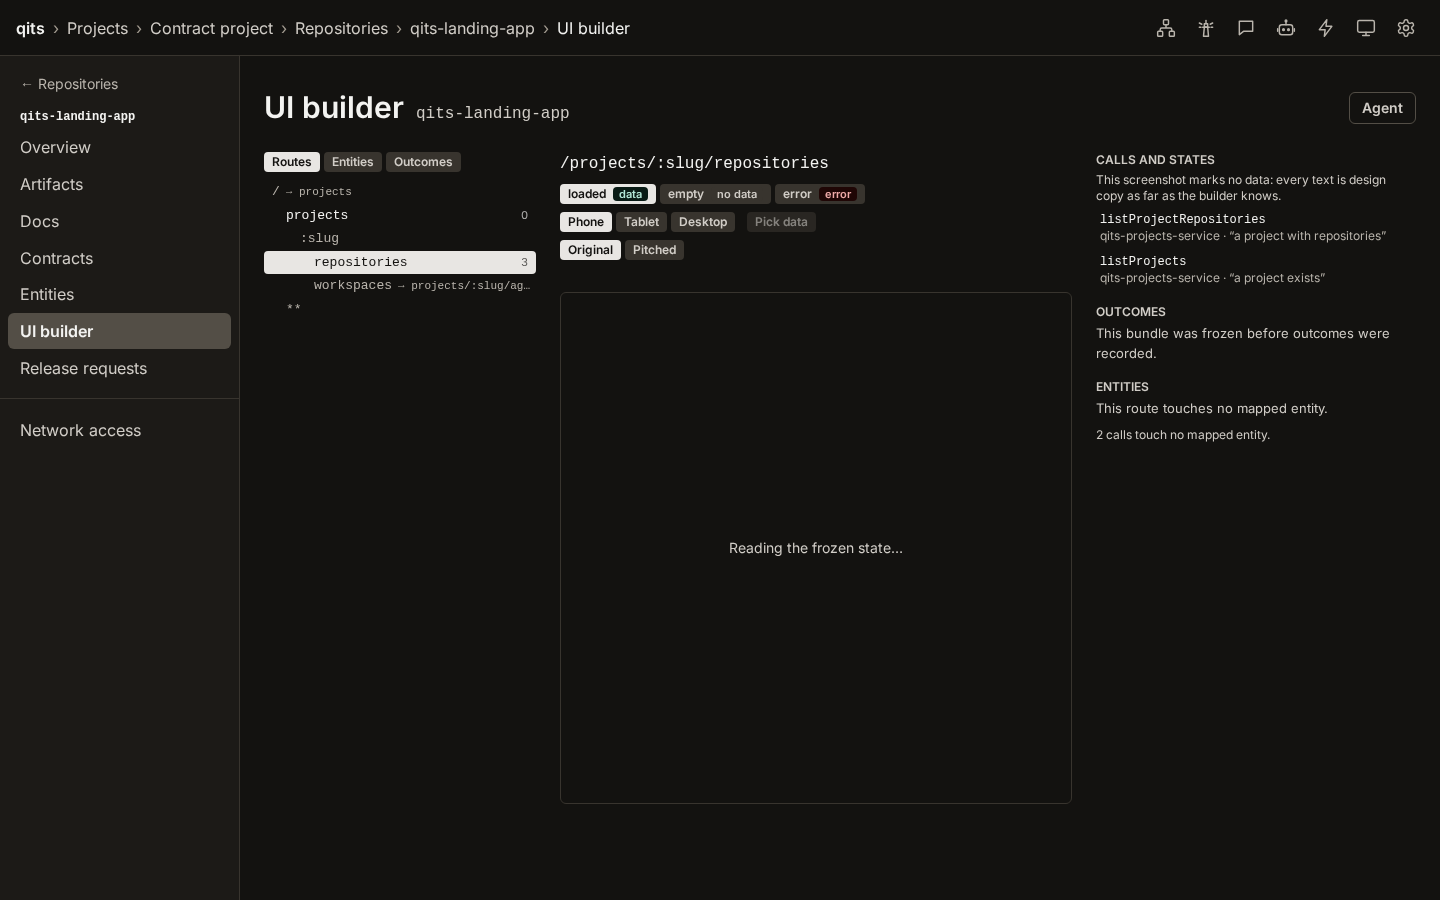 qits › Projects › Contract project › Repositories › qits-landing-app › UI builder
← Repositories
qits-landing-app
Overview
Artifacts
Docs
Contracts
Entities
UI builder
Release requests
Network access
UI builder qits-landing-app
Agent
Routes Entities Outcomes
/ → projects
projects 0
:slug
repositories 3
workspaces → projects/:slug/ag…
**
/projects/:slug/repositories
loaded data empty no data error error
Phone Tablet Desktop Pick data
Original Pitched
Reading the frozen state…
CALLS AND STATES
This screenshot marks no data: every text is design
copy as far as the builder knows.
listProjectRepositories
qits-projects-service · “a project with repositories”
listProjects
qits-projects-service · “a project exists”
OUTCOMES
This bundle was frozen before outcomes were
recorded.
ENTITIES
This route touches no mapped entity.
2 calls touch no mapped entity.